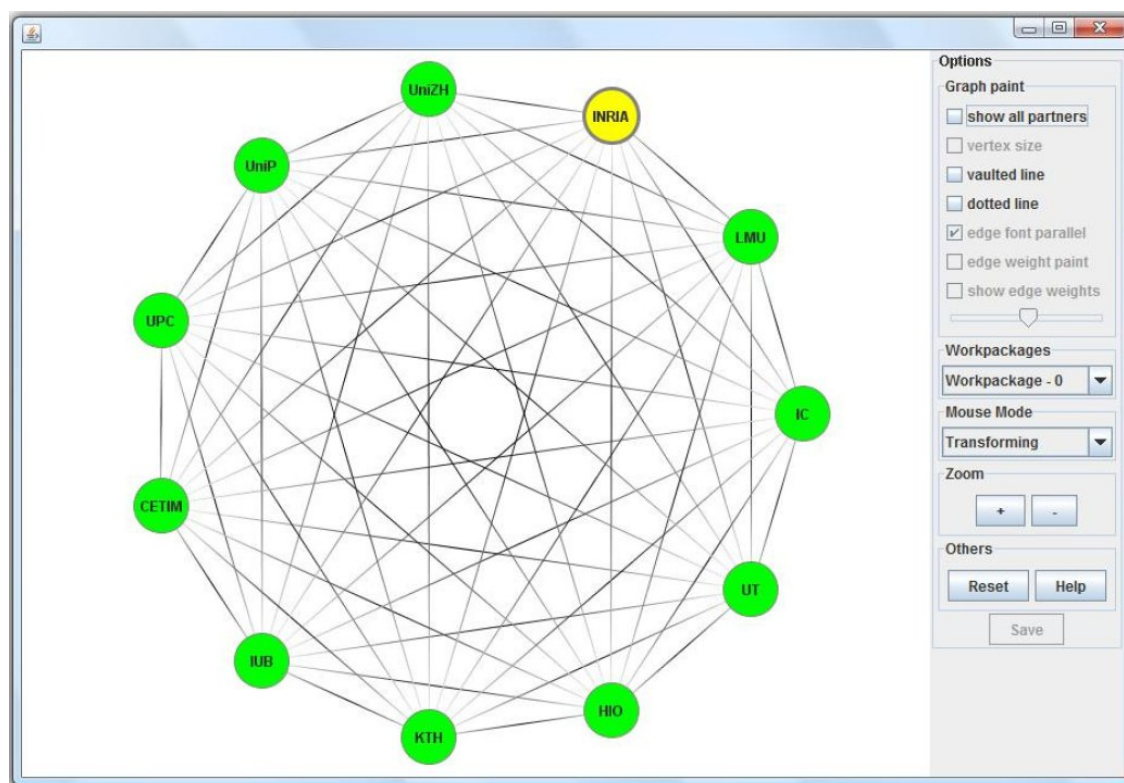 Options
Graph paint
show all partners
vertex size
vaulted line
dotted line
edge font parallel
edge weight paint
show edge weights
Workpackages
Workpackage - 0
Mouse Mode
Transforming
Zoom
+ -
Others
Reset Help
Save
UniZH
INRIA
UniP
LMU
UPC
IC
CETIM
UT
IUB
HIO
KTH